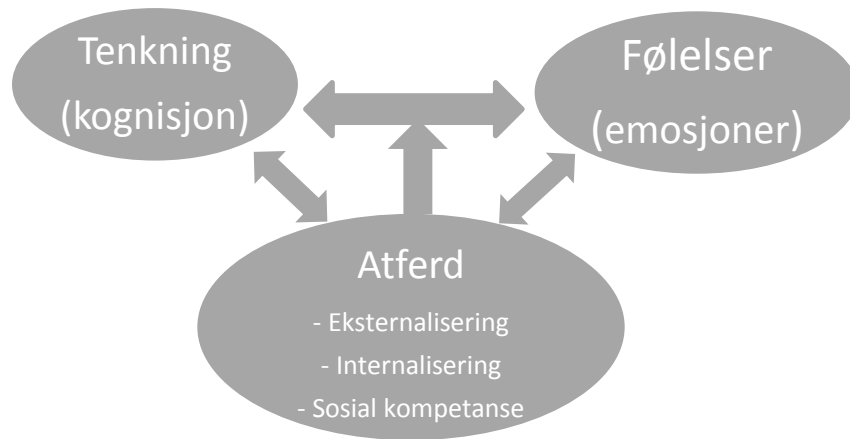 Tenkning
(kognisjon)
Følelser
(emosjoner)
Atferd
- Eksternalisering
- Internalisering
- Sosial kompetanse